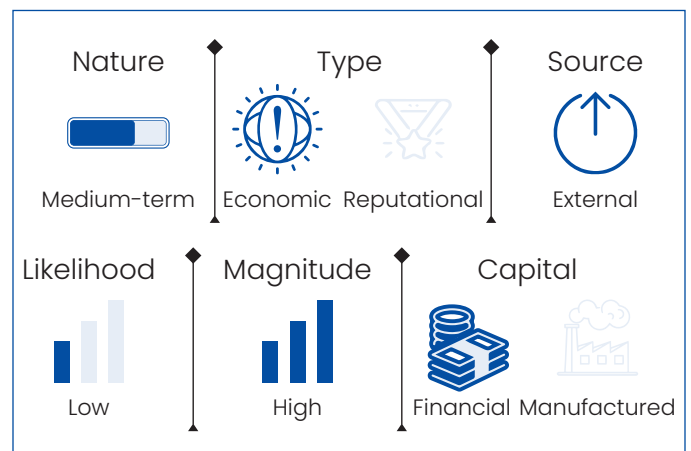 Nature
Type
Source
Medium-term
Economic Reputational
External
Likelihood
Magnitude
Capital
Low
High
Financial Manufactured